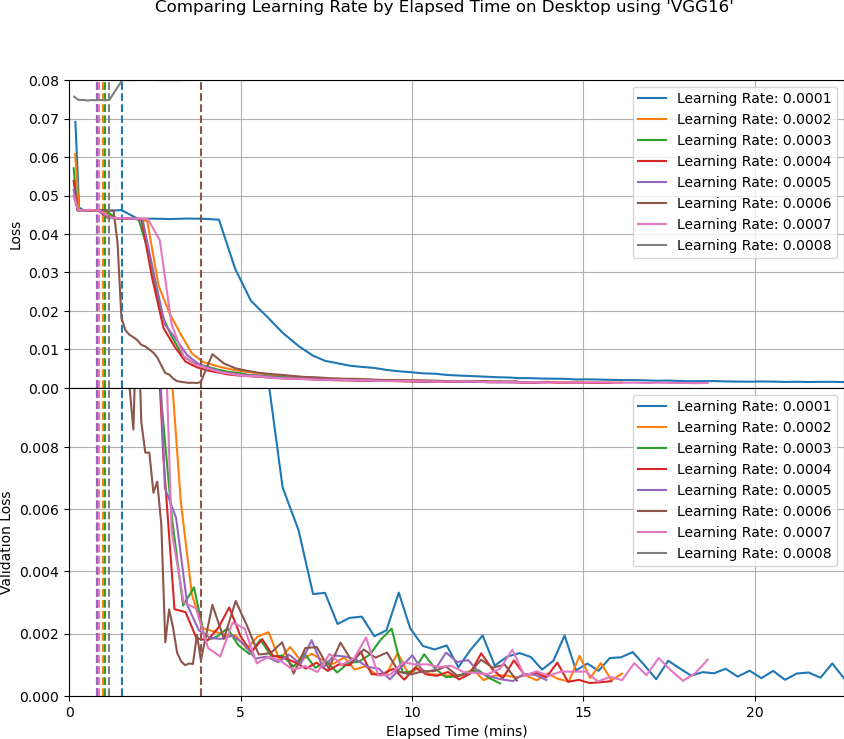 Comparing Learning Rate by Elapsed Time on Desktop using 'VGG16'
0.08
0.07
0.06
0.05
0.04
0.03
0.02
0.01
0.00
Loss
Learning Rate: 0.0001
Learning Rate: 0.0002
Learning Rate: 0.0003
Learning Rate: 0.0004
Learning Rate: 0.0005
Learning Rate: 0.0006
Learning Rate: 0.0007
Learning Rate: 0.0008
0.008
0.006
0.004
0.002
0.000
Validation Loss
Learning Rate: 0.0001
Learning Rate: 0.0002
Learning Rate: 0.0003
Learning Rate: 0.0004
Learning Rate: 0.0005
Learning Rate: 0.0006
Learning Rate: 0.0007
Learning Rate: 0.0008
0 5 10 15 20
Elapsed Time (mins)